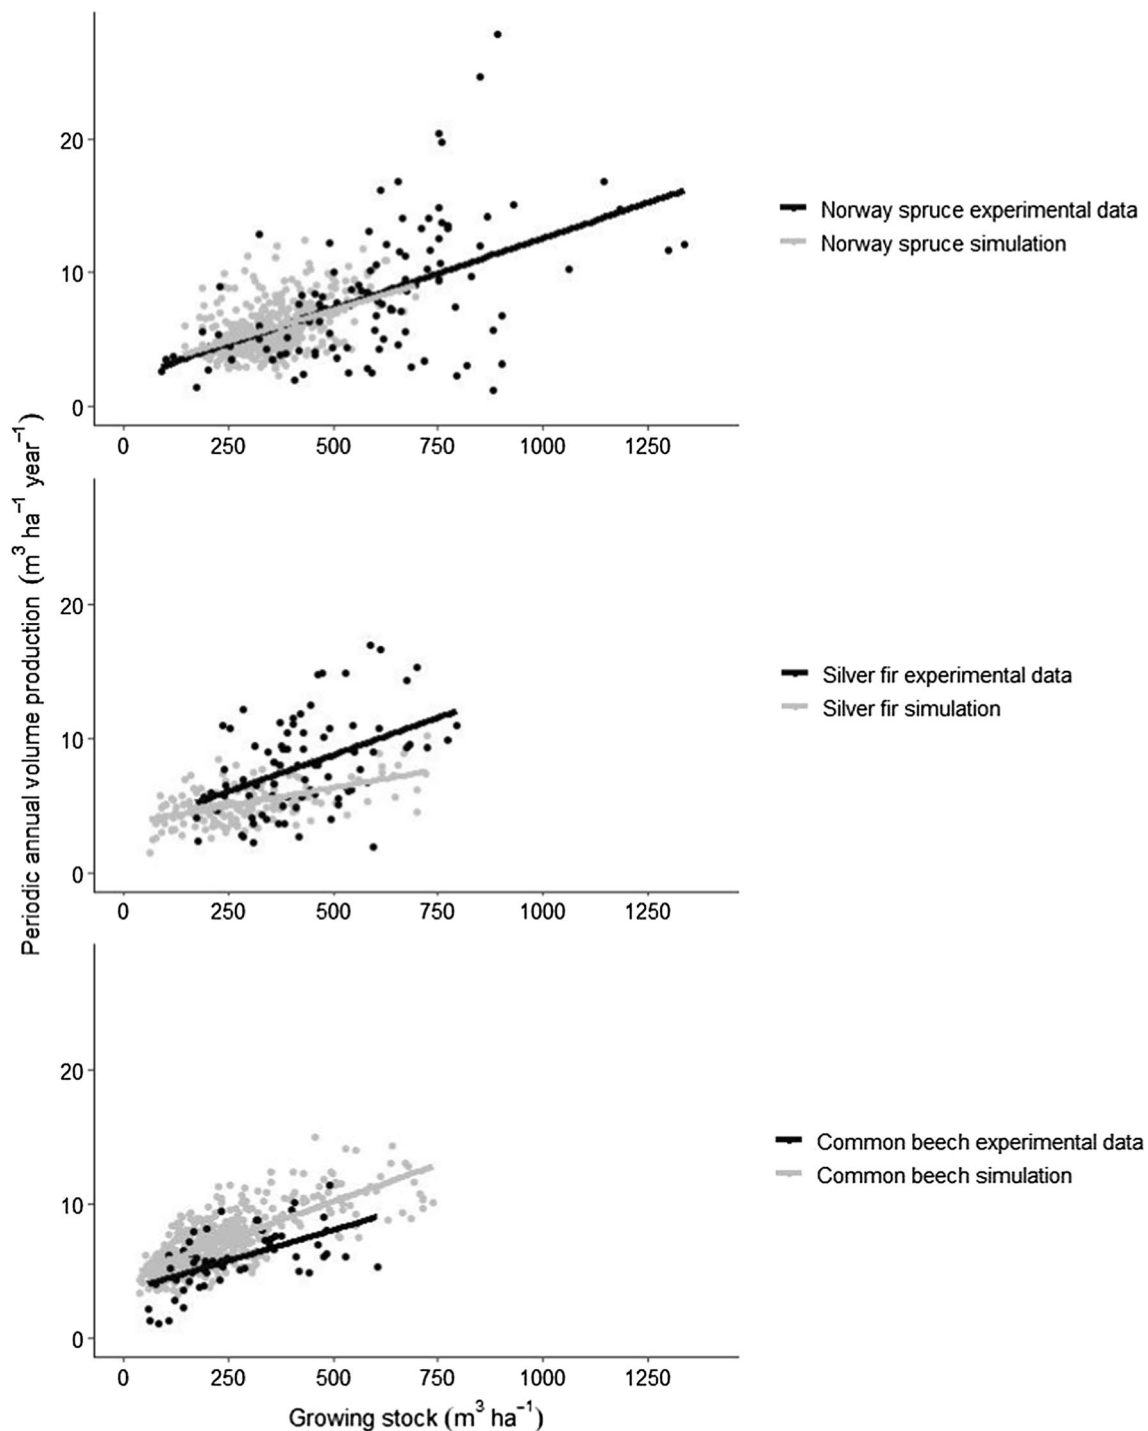 Periodic annual volume production (m³ ha⁻¹ year⁻¹)
20
10
0
0 250 500 750 1000 1250
Norway spruce experimental data
Norway spruce simulation
20
10
0
0 250 500 750 1000 1250
Silver fir experimental data
Silver fir simulation
20
10
0
0 250 500 750 1000 1250
Common beech experimental data
Common beech simulation
Growing stock (m³ ha⁻¹)